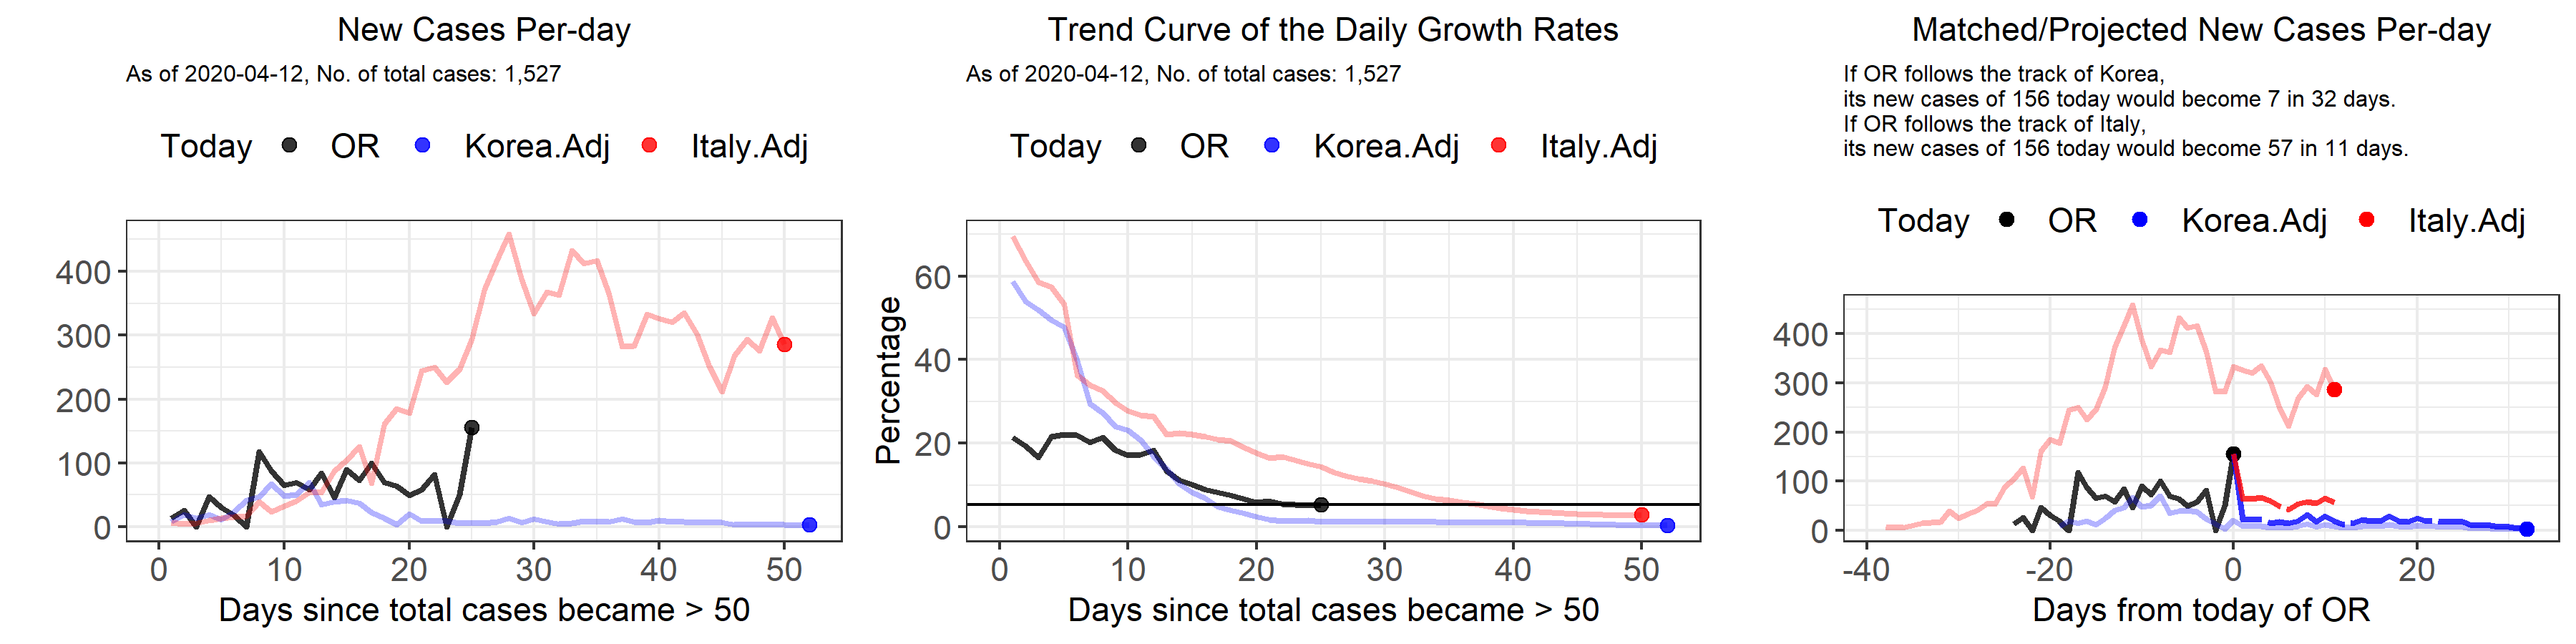 New Cases Per-day
As of 2020-04-12, No. of total cases: 1,527
Today OR Korea.Adj Italy.Adj
400
300
200
100
0
0 10 20 30 40 50
Days since total cases became > 50
Trend Curve of the Daily Growth Rates
As of 2020-04-12, No. of total cases: 1,527
Today OR Korea.Adj Italy.Adj
Percentage
60
40
20
0
0 10 20 30 40 50
Days since total cases became > 50
Matched/Projected New Cases Per-day
If OR follows the track of Korea,
its new cases of 156 today would become 7 in 32 days.
If OR follows the track of Italy,
its new cases of 156 today would become 57 in 11 days.
Today OR Korea.Adj Italy.Adj
400
300
200
100
0
-40 -20 0 20
Days from today of OR